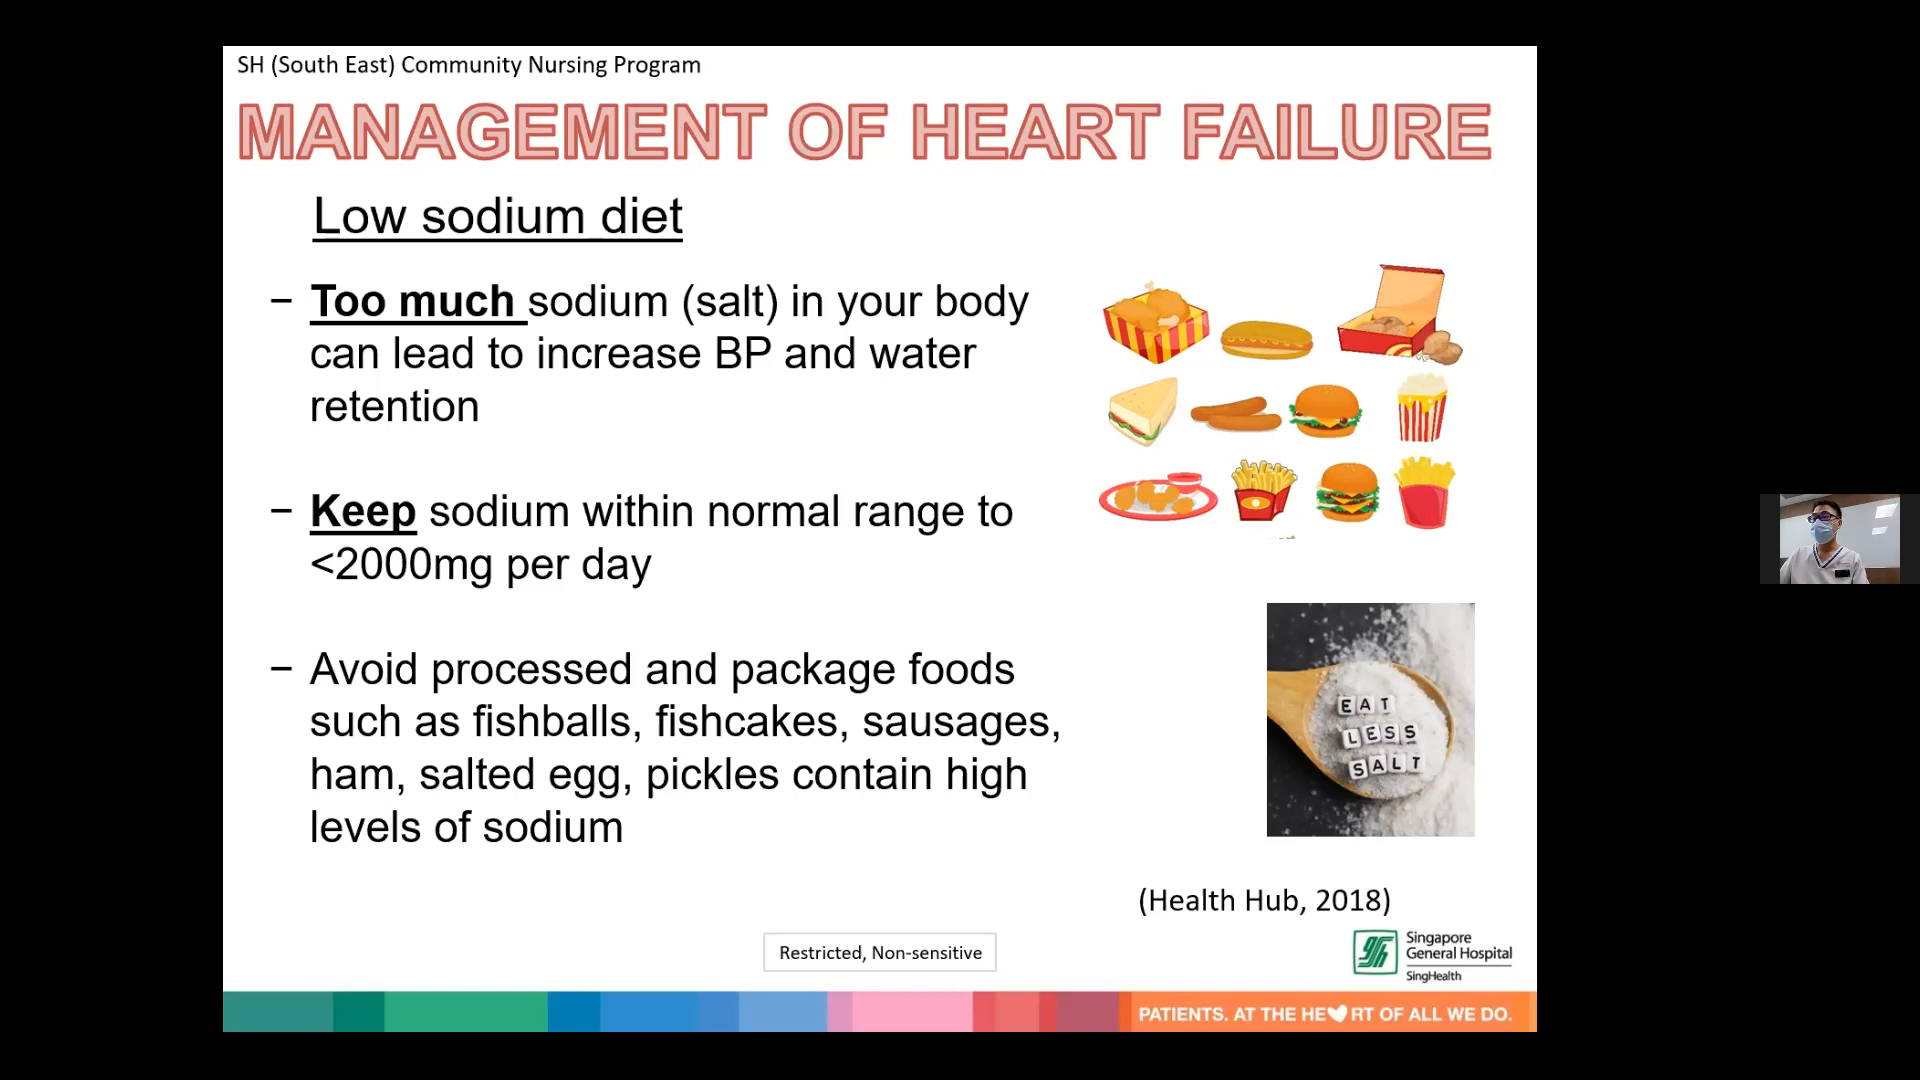 SH (South East) Community Nursing Program
MANAGEMENT OF HEART FAILURE
Low sodium diet
− Too much sodium (salt) in your body
can lead to increase BP and water
retention
− Keep sodium within normal range to
<2000mg per day
− Avoid processed and package foods
such as fishballs, fishcakes, sausages,
ham, salted egg, pickles contain high
levels of sodium
EAT
LESS
SALT
(Health Hub, 2018)
Restricted, Non-sensitive
Singapore
General Hospital
SingHealth
PATIENTS. AT THE HE♥RT OF ALL WE DO.